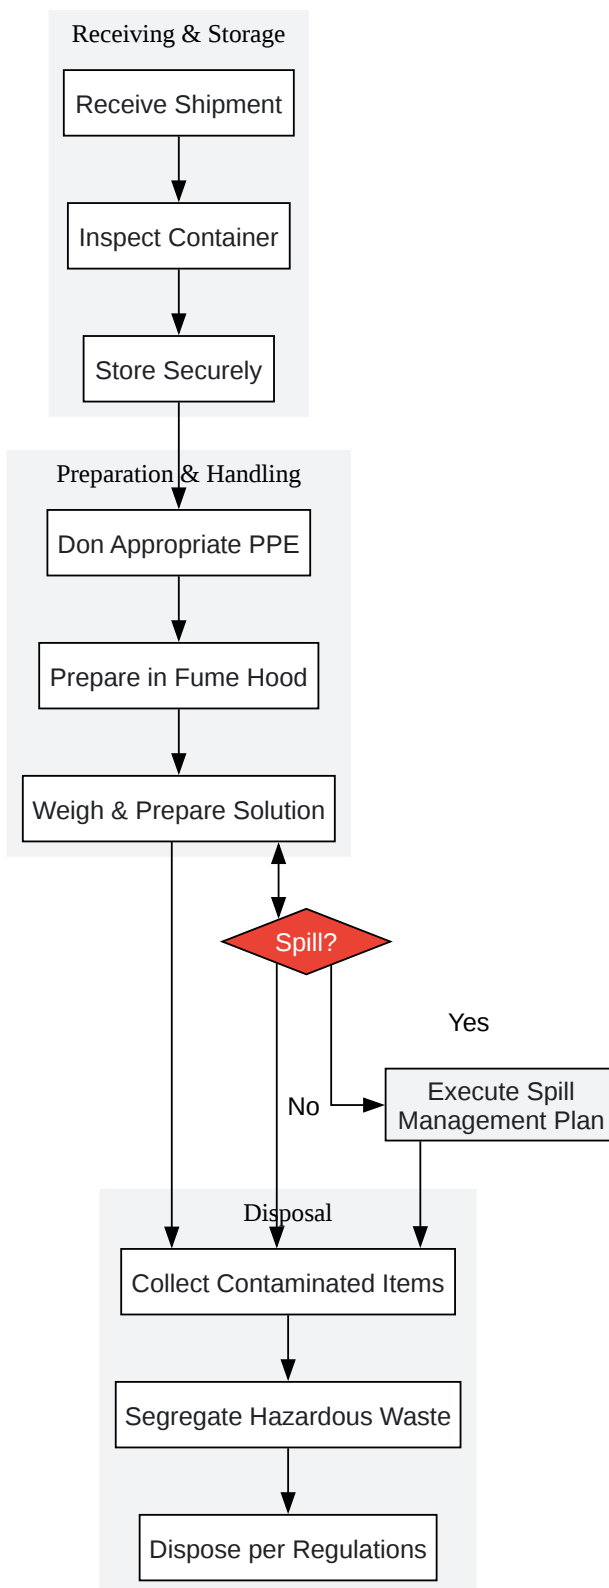 Receiving & Storage
Receive Shipment
Inspect Container
Store Securely
Preparation & Handling
Don Appropriate PPE
Prepare in Fume Hood
Weigh & Prepare Solution
Spill?
Yes
No
Execute Spill
Management Plan
Disposal
Collect Contaminated Items
Segregate Hazardous Waste
Dispose per Regulations